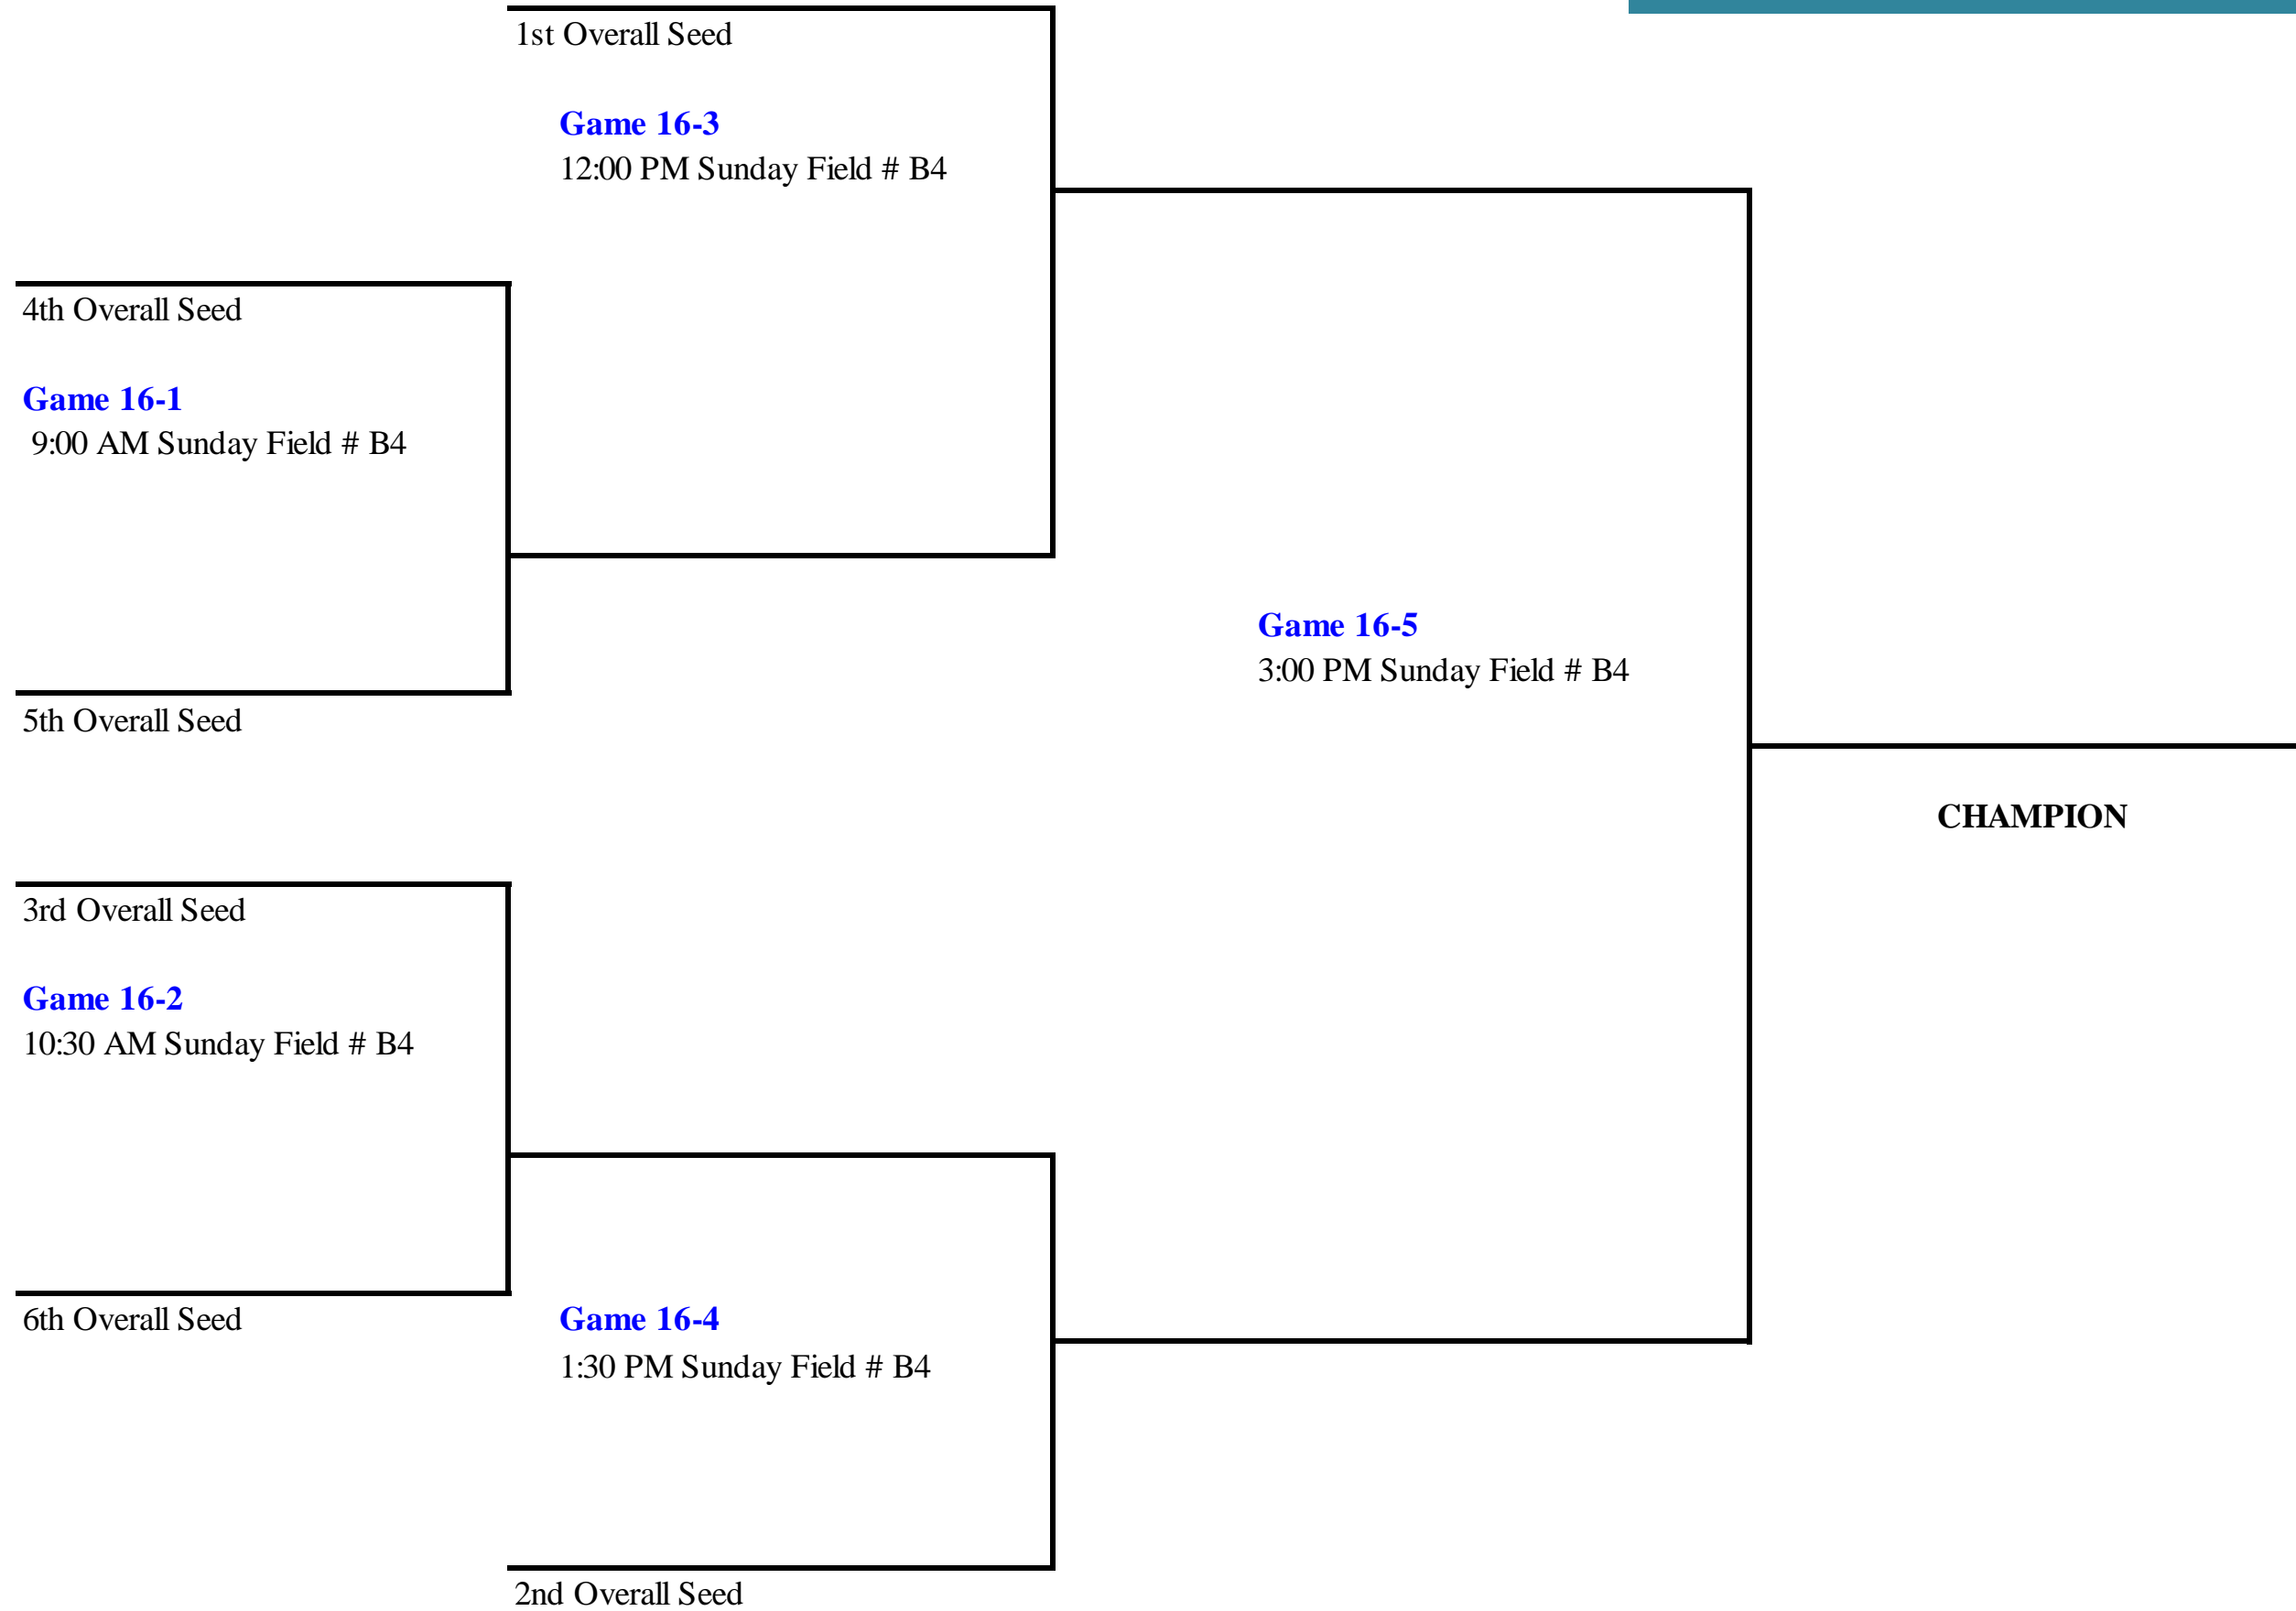 1st Overall Seed
Game 16-3
12:00 PM Sunday Field # B4
4th Overall Seed
Game 16-1
9:00 AM Sunday Field # B4
5th Overall Seed
Game 16-5
3:00 PM Sunday Field # B4
CHAMPION
3rd Overall Seed
Game 16-2
10:30 AM Sunday Field # B4
6th Overall Seed
Game 16-4
1:30 PM Sunday Field # B4
2nd Overall Seed